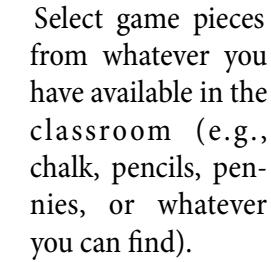 Select game pieces
from whatever you
have available in the
classroom (e.g.,
chalk, pencils, pen-
nies, or whatever
you can find).